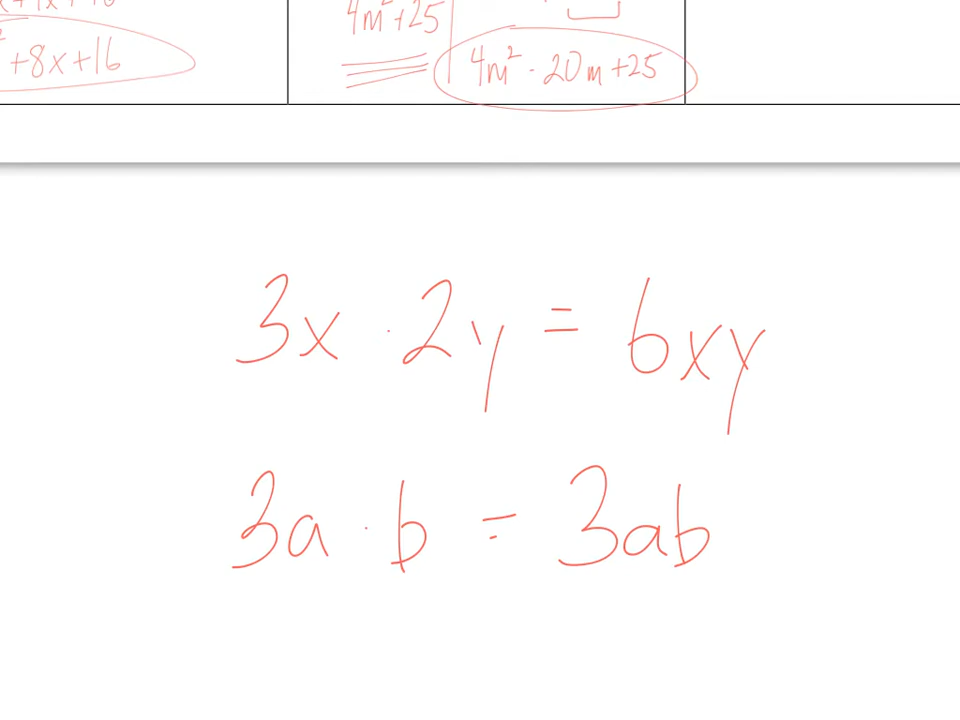 4m²+25
+8x+16
4m² - 20m+25
3x · 2y = 6xy
3a · b = 3ab